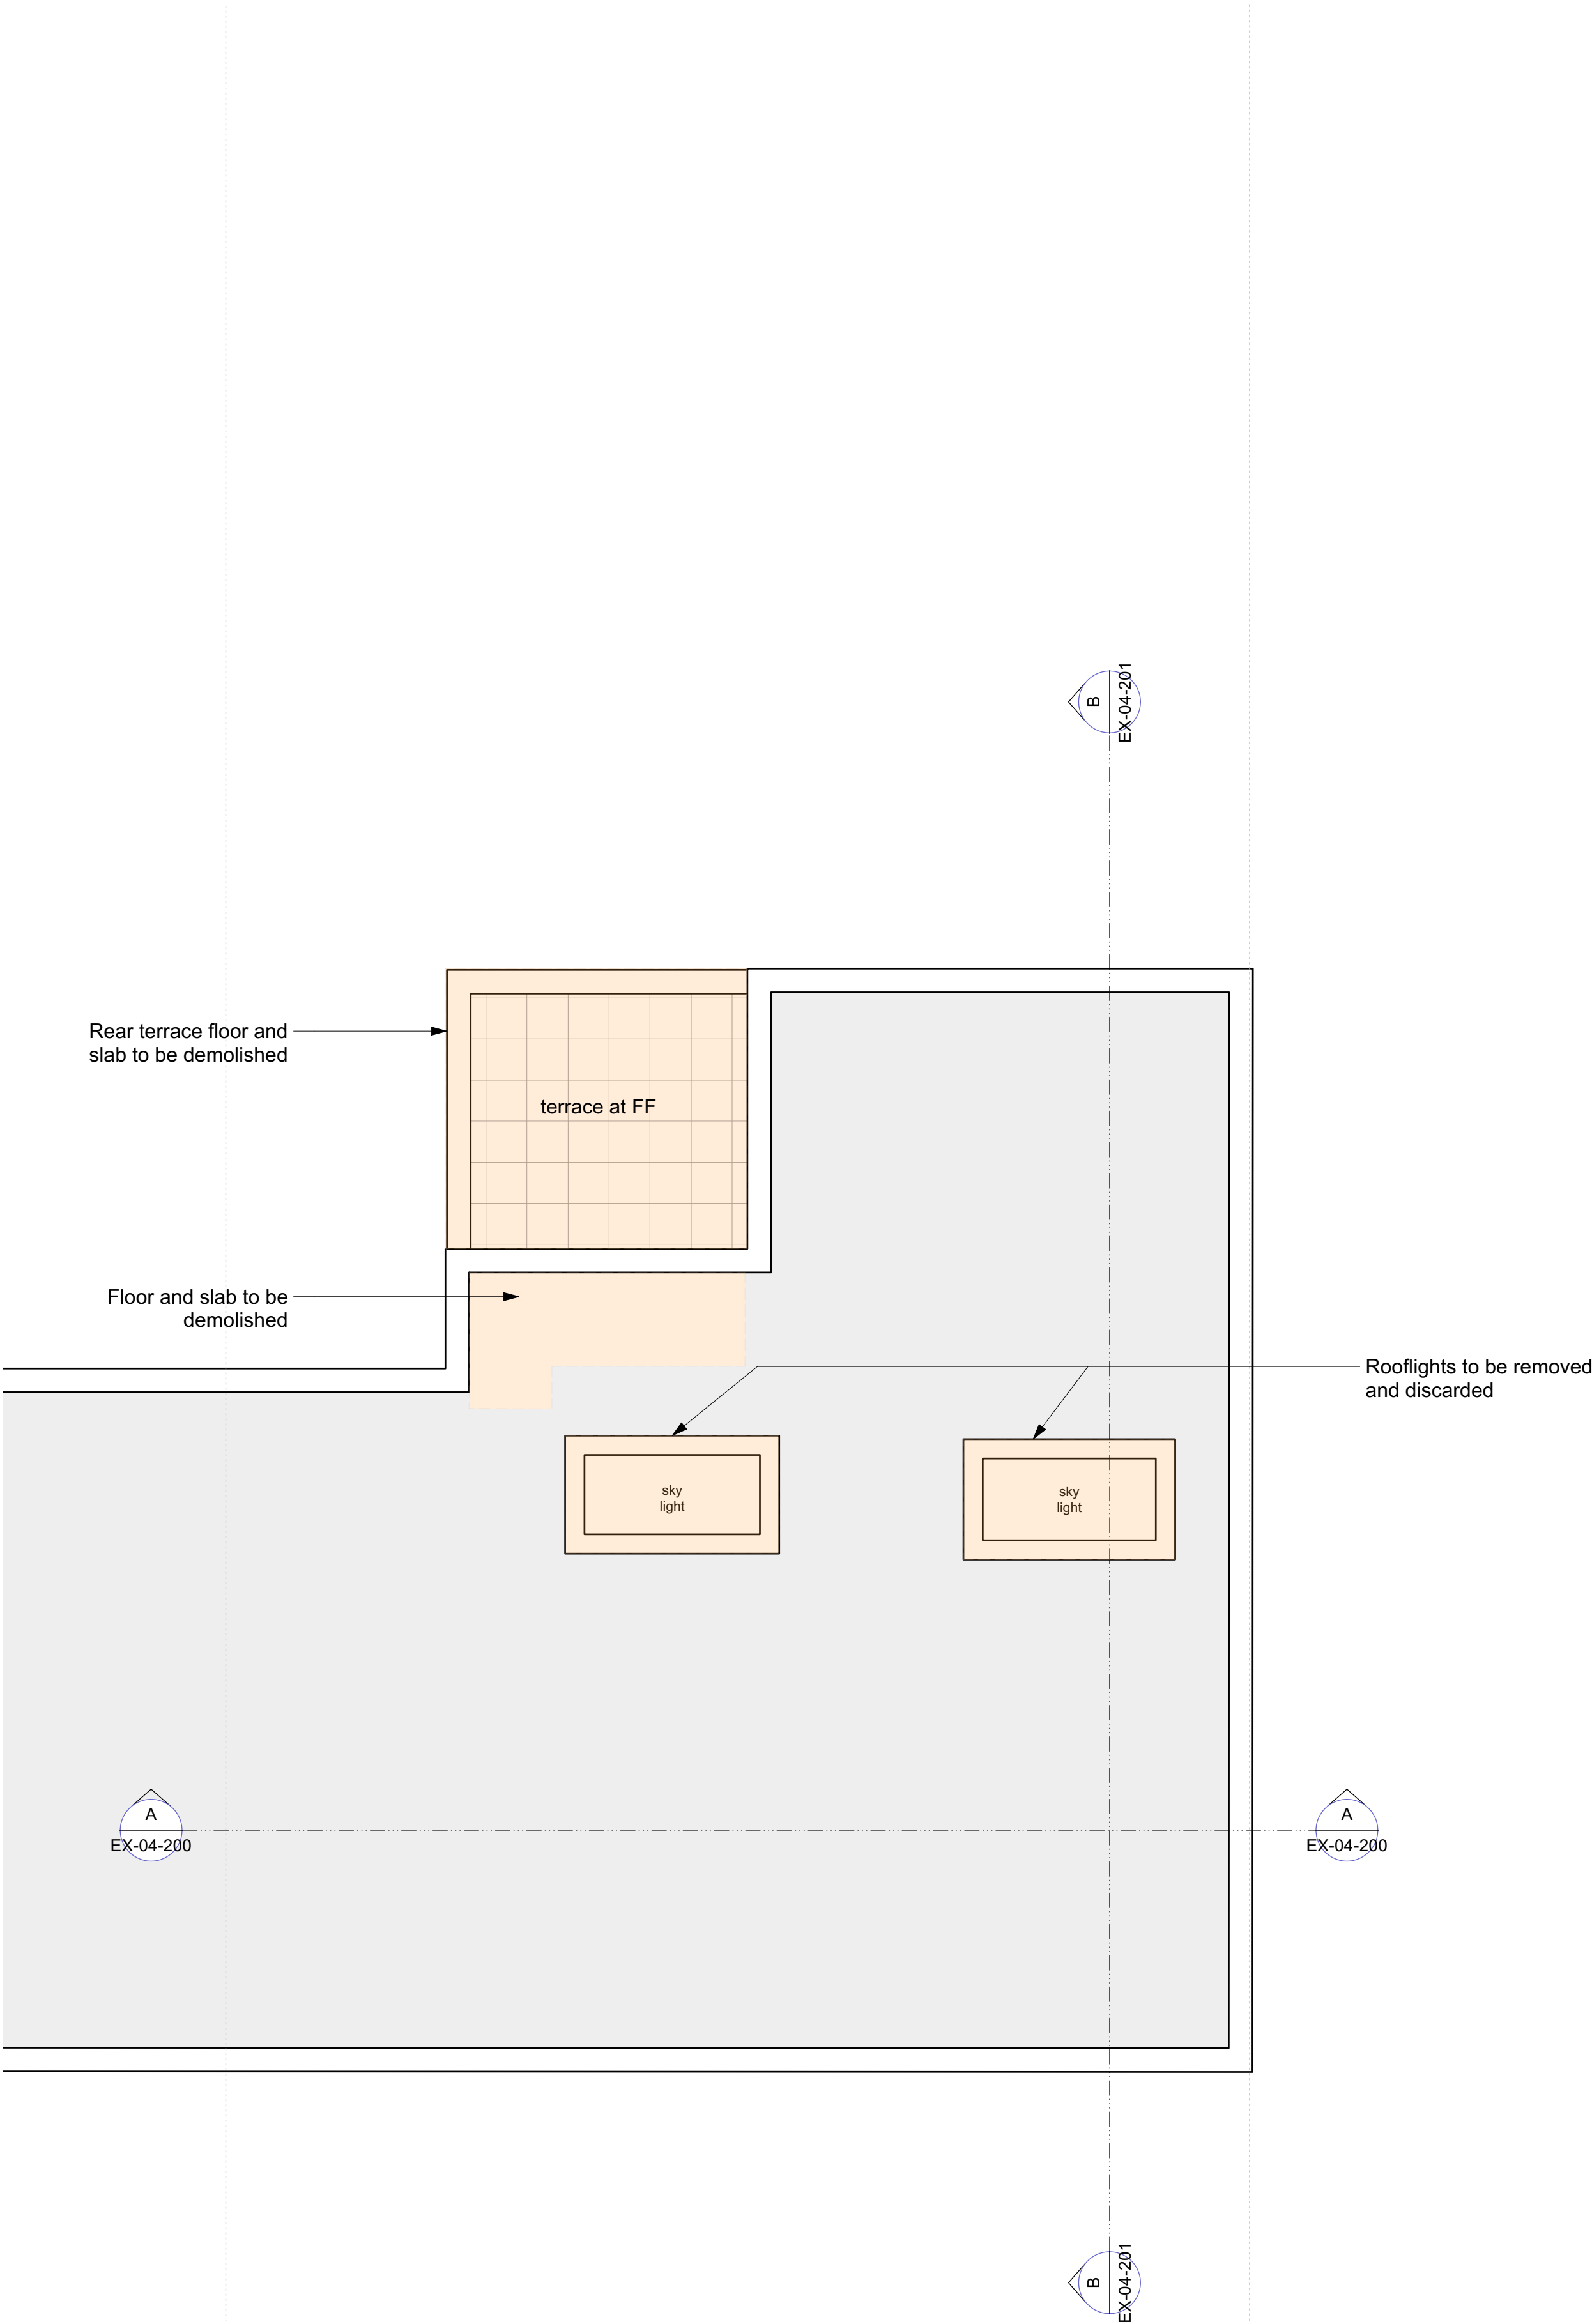 B
EX-04-201
Rear terrace floor and
slab to be demolished
terrace at FF
Floor and slab to be
demolished
Rooflights to be removed
and discarded
sky
light
sky
light
A
EX-04-200
A
EX-04-200
B
EX-04-201